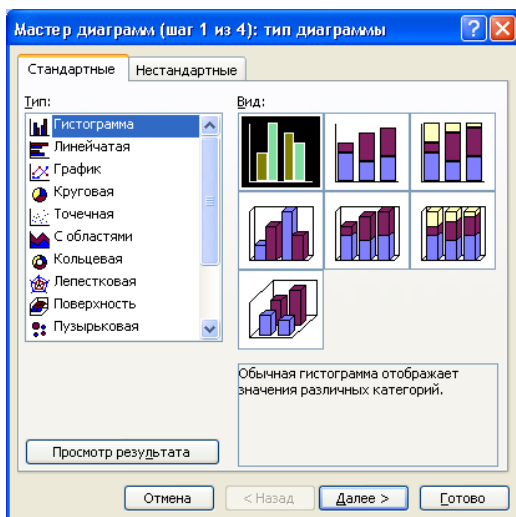 Мастер диаграмм (шаг 1 из 4): тип диаграммы
Стандартные
Нестандартные
Тип:
Гистограмма
Линейчатая
График
Круговая
Точечная
С областями
Кольцевая
Лепестковая
Поверхность
Пузырьковая
Вид:
Обычная гистограмма отображает
значения различных категорий.
Просмотр результата
Отмена
< Назад
Далее >
Готово